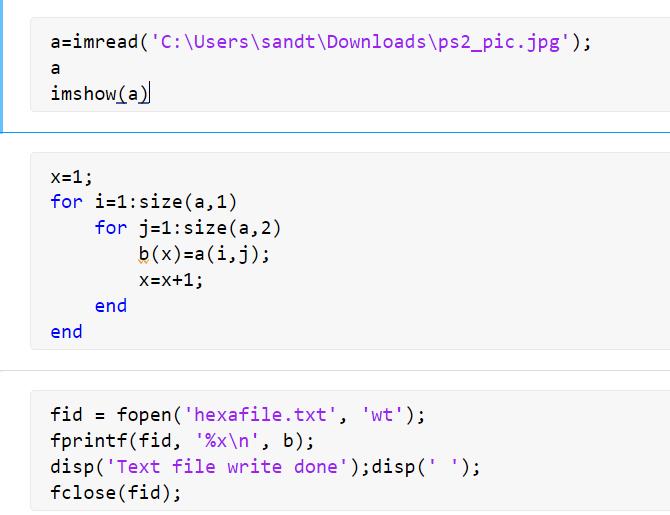 a=imread('C:\Users\sandt\Downloads\ps2_pic.jpg');
a
imshow(a)
x=1;
for i=1:size(a,1)
    for j=1:size(a,2)
        b(x)=a(i,j);
        x=x+1;
    end
end
fid = fopen('hexafile.txt', 'wt');
fprintf(fid, '%x\n', b);
disp('Text file write done');disp(' ');
fclose(fid);